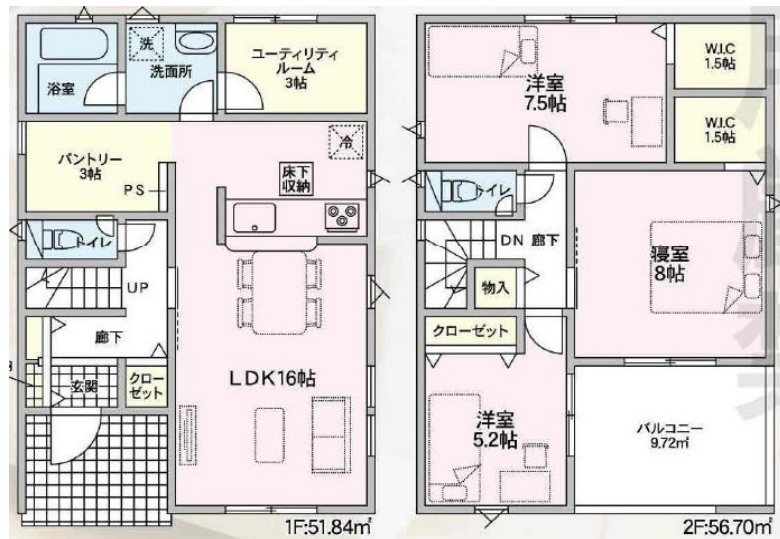 浴室
洗
洗面所
ユーティリティ
ルーム
3帖
パントリー
3帖
PS
冷
床下
収納
トイレ
UP
廊下
玄関
クロー
ゼット
LDK16帖
1F:51.84㎡
洋室
7.5帖
W.I.C
1.5帖
W.I.C
1.5帖
トイレ
DN
廊下
物入
寝室
8帖
クローゼット
洋室
5.2帖
バルコニー
9.72㎡
2F:56.70㎡